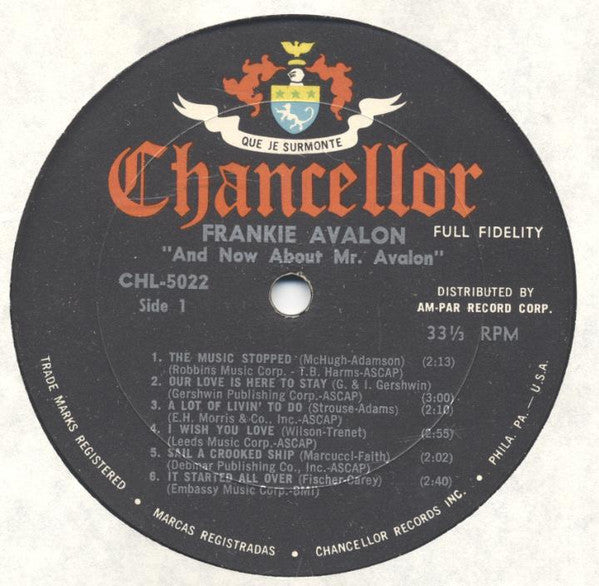 QUE JE SURMONTE
Chancellor
FULL FIDELITY
FRANKIE AVALON
"And Now About Mr. Avalon"
CHL-5022
Side 1
DISTRIBUTED BY
AM-PAR RECORD CORP.
33⅓ RPM
1. THE MUSIC STOPPED (McHugh-Adamson) (2:13)
(Robbins Music Corp. - T.B. Harms-ASCAP)
2. OUR LOVE IS HERE TO STAY (G. & I. Gershwin)
(Gershwin Publishing Corp.-ASCAP) (3:00)
3. A LOT OF LIVIN' TO DO (Strouse-Adams) (2:10)
(E.H. Morris & Co. Inc.-ASCAP)
4. I WISH YOU LOVE (Wilson-Trenet) (2:55)
(Leeds Music Corp.-ASCAP)
5. SAIL A CROOKED SHIP (Marcucci-Faith) (2:02)
(Debmar Publishing Co., Inc.-ASCAP)
6. IT STARTED ALL OVER (Fischer-Carey) (2:40)
(Embassy Music Corp.-BMI)
TRADE MARKS REGISTERED • MARCAS REGISTRADAS • CHANCELLOR RECORDS INC. • PHILA. PA. — U.S.A.